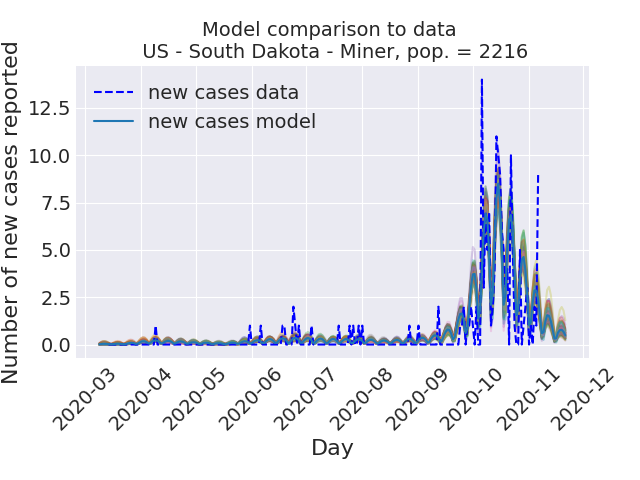 Model comparison to data
US - South Dakota - Miner, pop. = 2216
Number of new cases reported
12.5
10.0
7.5
5.0
2.5
0.0
new cases data
new cases model
2020-03
2020-04
2020-05
2020-06
2020-07
2020-08
2020-09
2020-10
2020-11
2020-12
Day